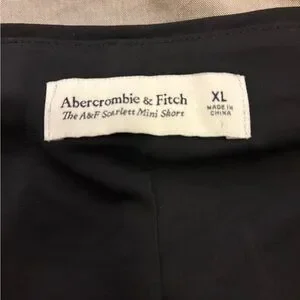 Abercrombie & Fitch
The A&F Scarlett Mini Short
XL
MADE IN
CHINA